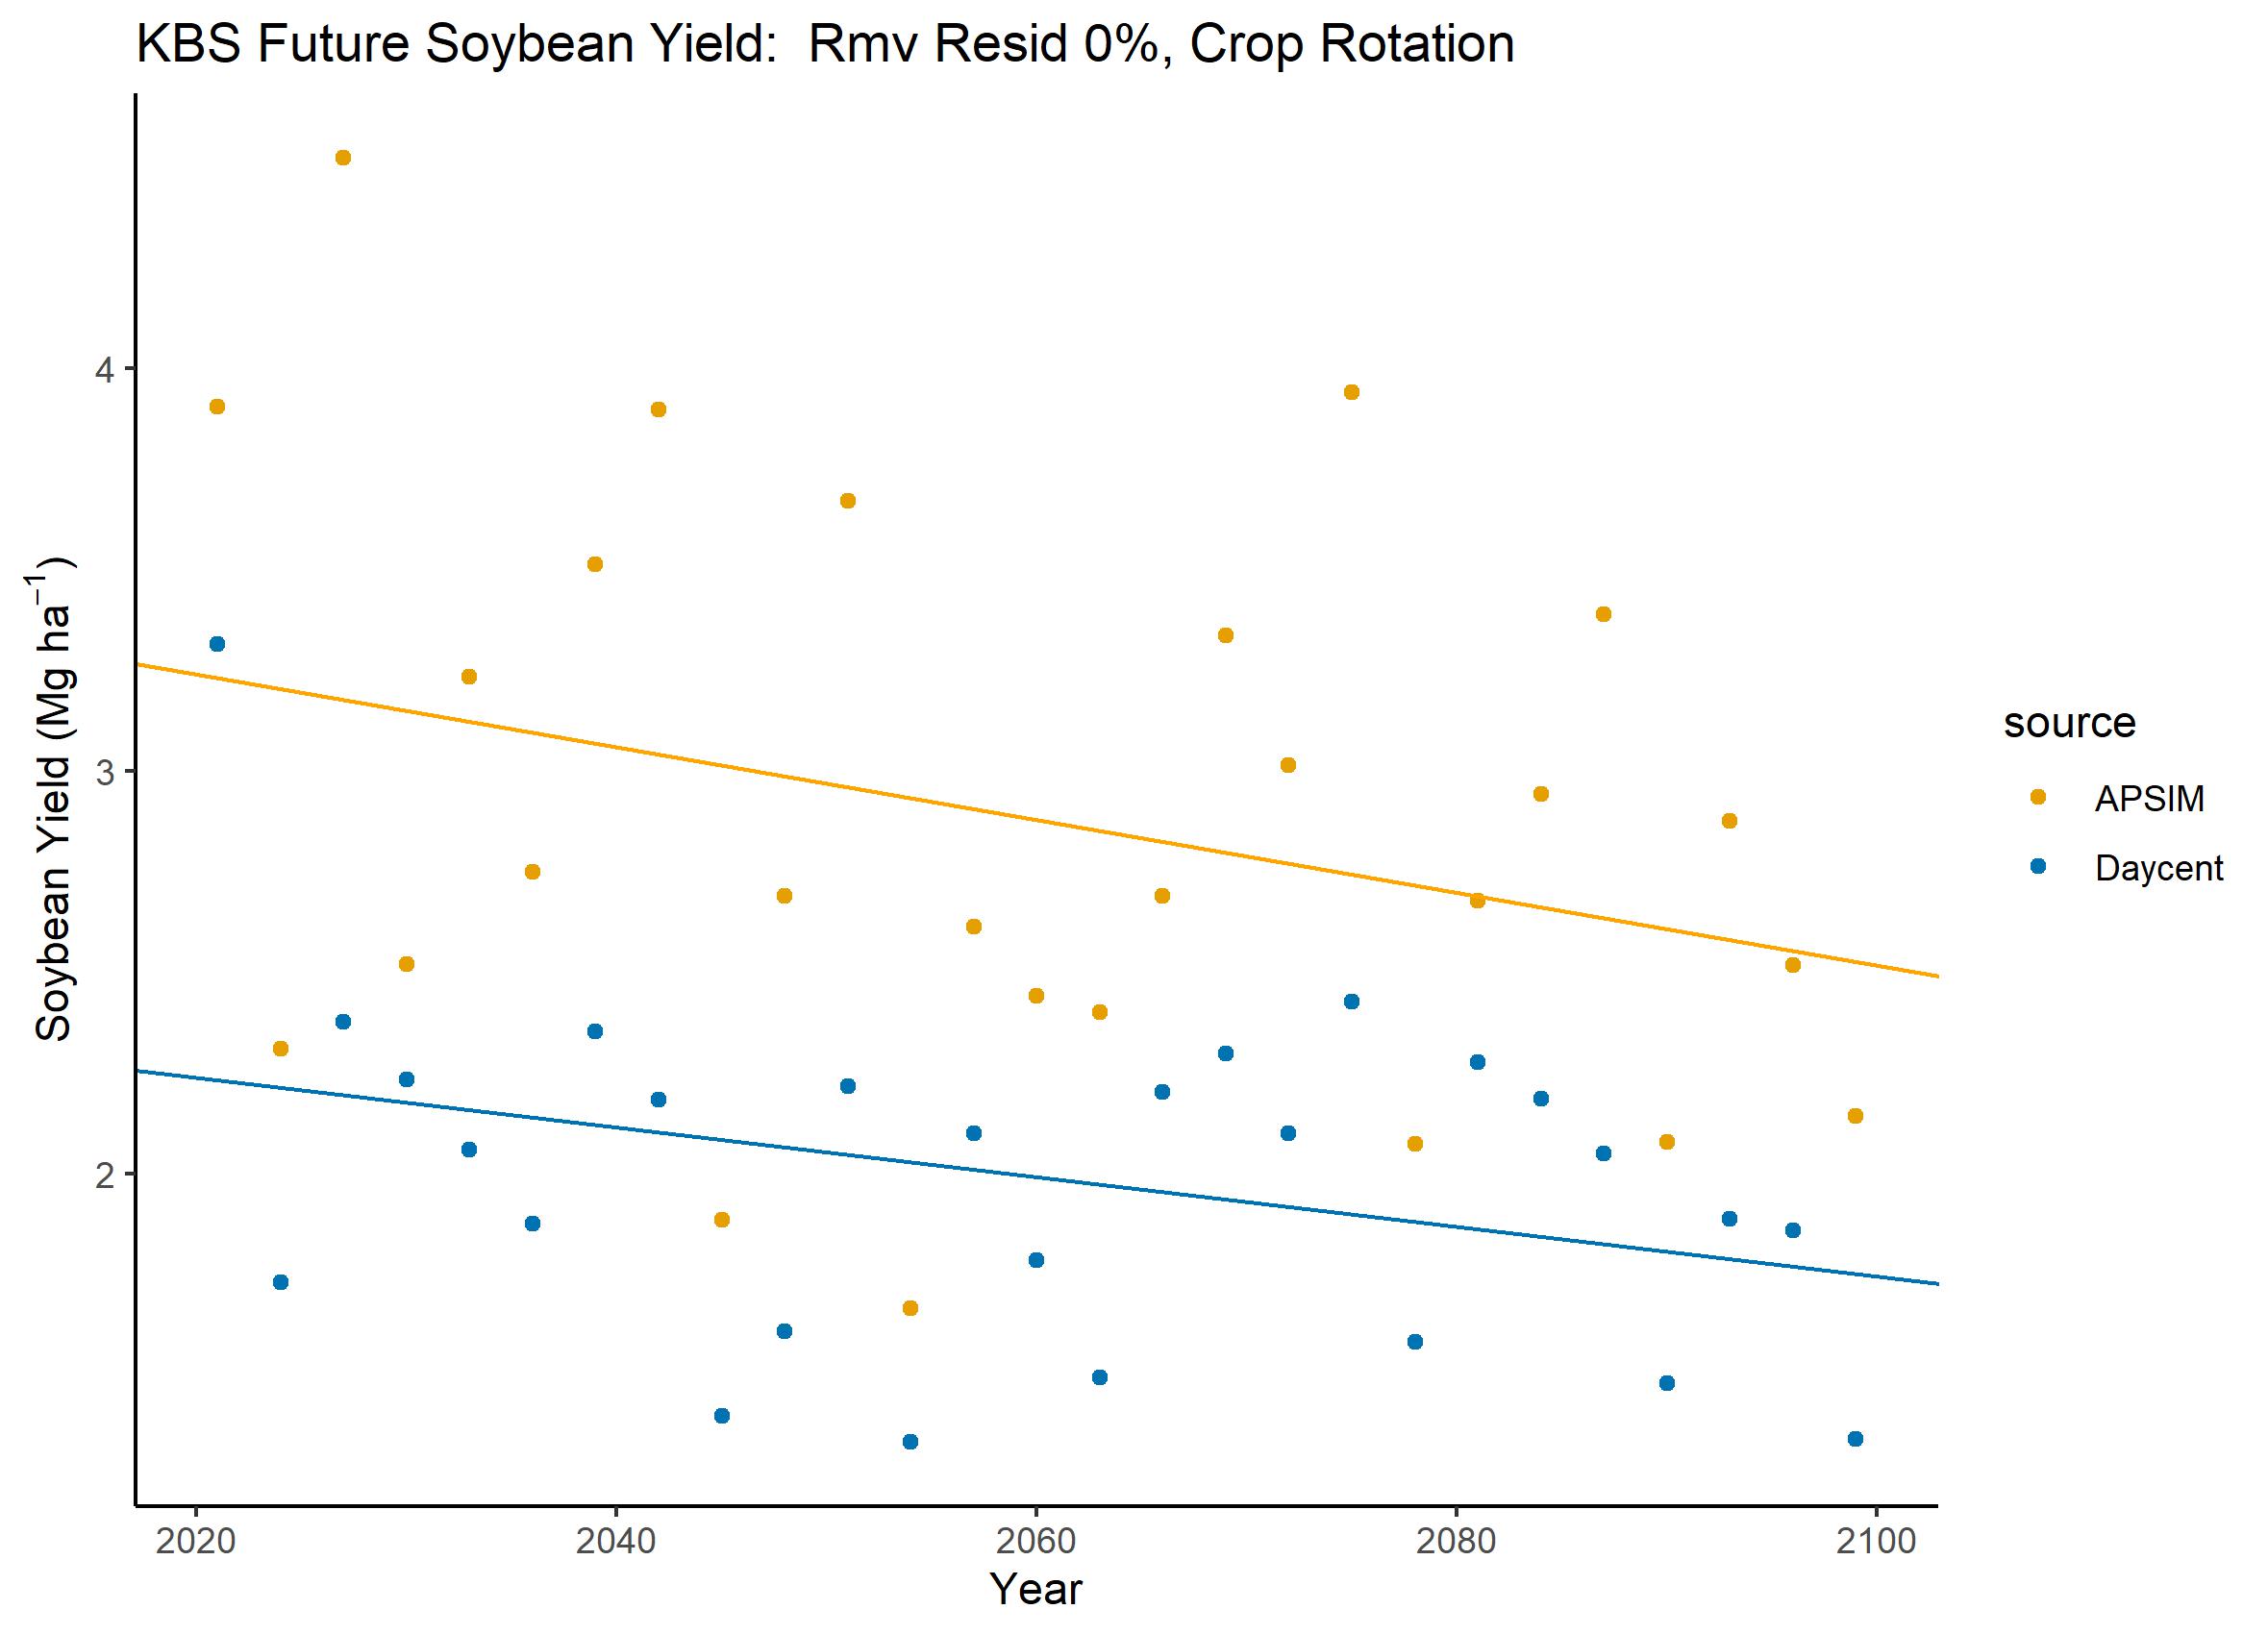 KBS Future Soybean Yield:  Rmv Resid 0%, Crop Rotation
Soybean Yield (Mg ha⁻¹)
4
3
2
2020
2040
2060
2080
2100
Year
source
APSIM
Daycent